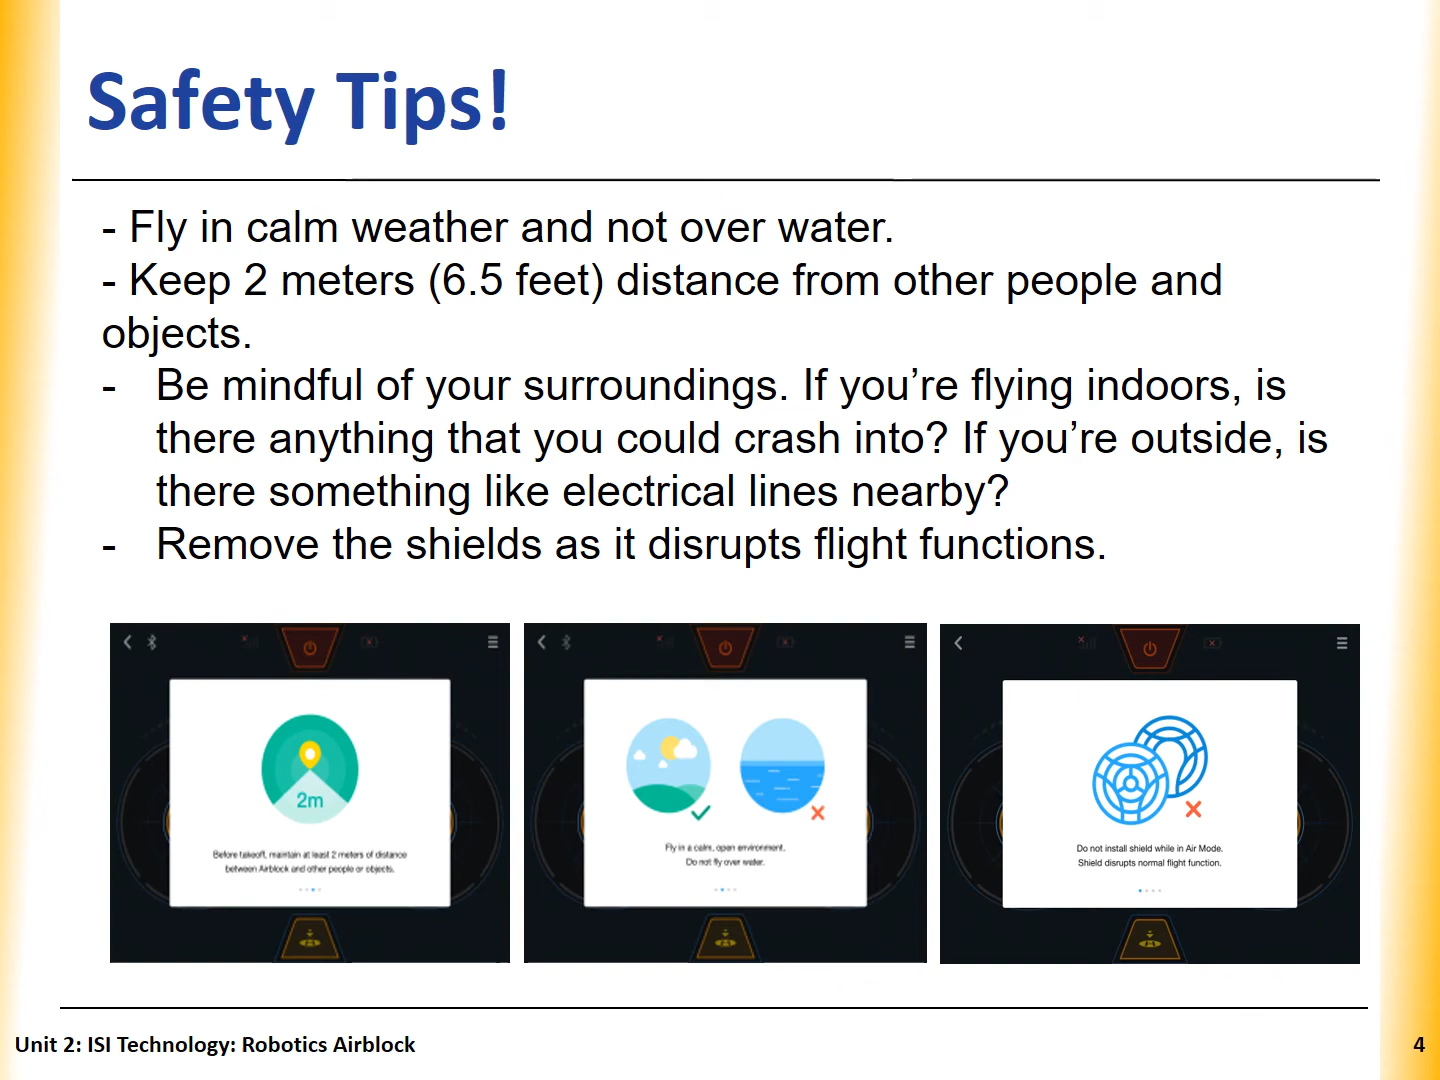 Safety Tips!
- Fly in calm weather and not over water.
- Keep 2 meters (6.5 feet) distance from other people and
objects.
- Be mindful of your surroundings. If you’re flying indoors, is
there anything that you could crash into? If you’re outside, is
there something like electrical lines nearby?
- Remove the shields as it disrupts flight functions.
2m
Before takeoff, maintain at least 2 meters of distance
between Airblock and other people or objects.
Fly in a calm, open environment.
Do not fly over water.
Do not install shield while in Air Mode.
Shield disrupts normal flight function.
Unit 2: ISI Technology: Robotics Airblock
4